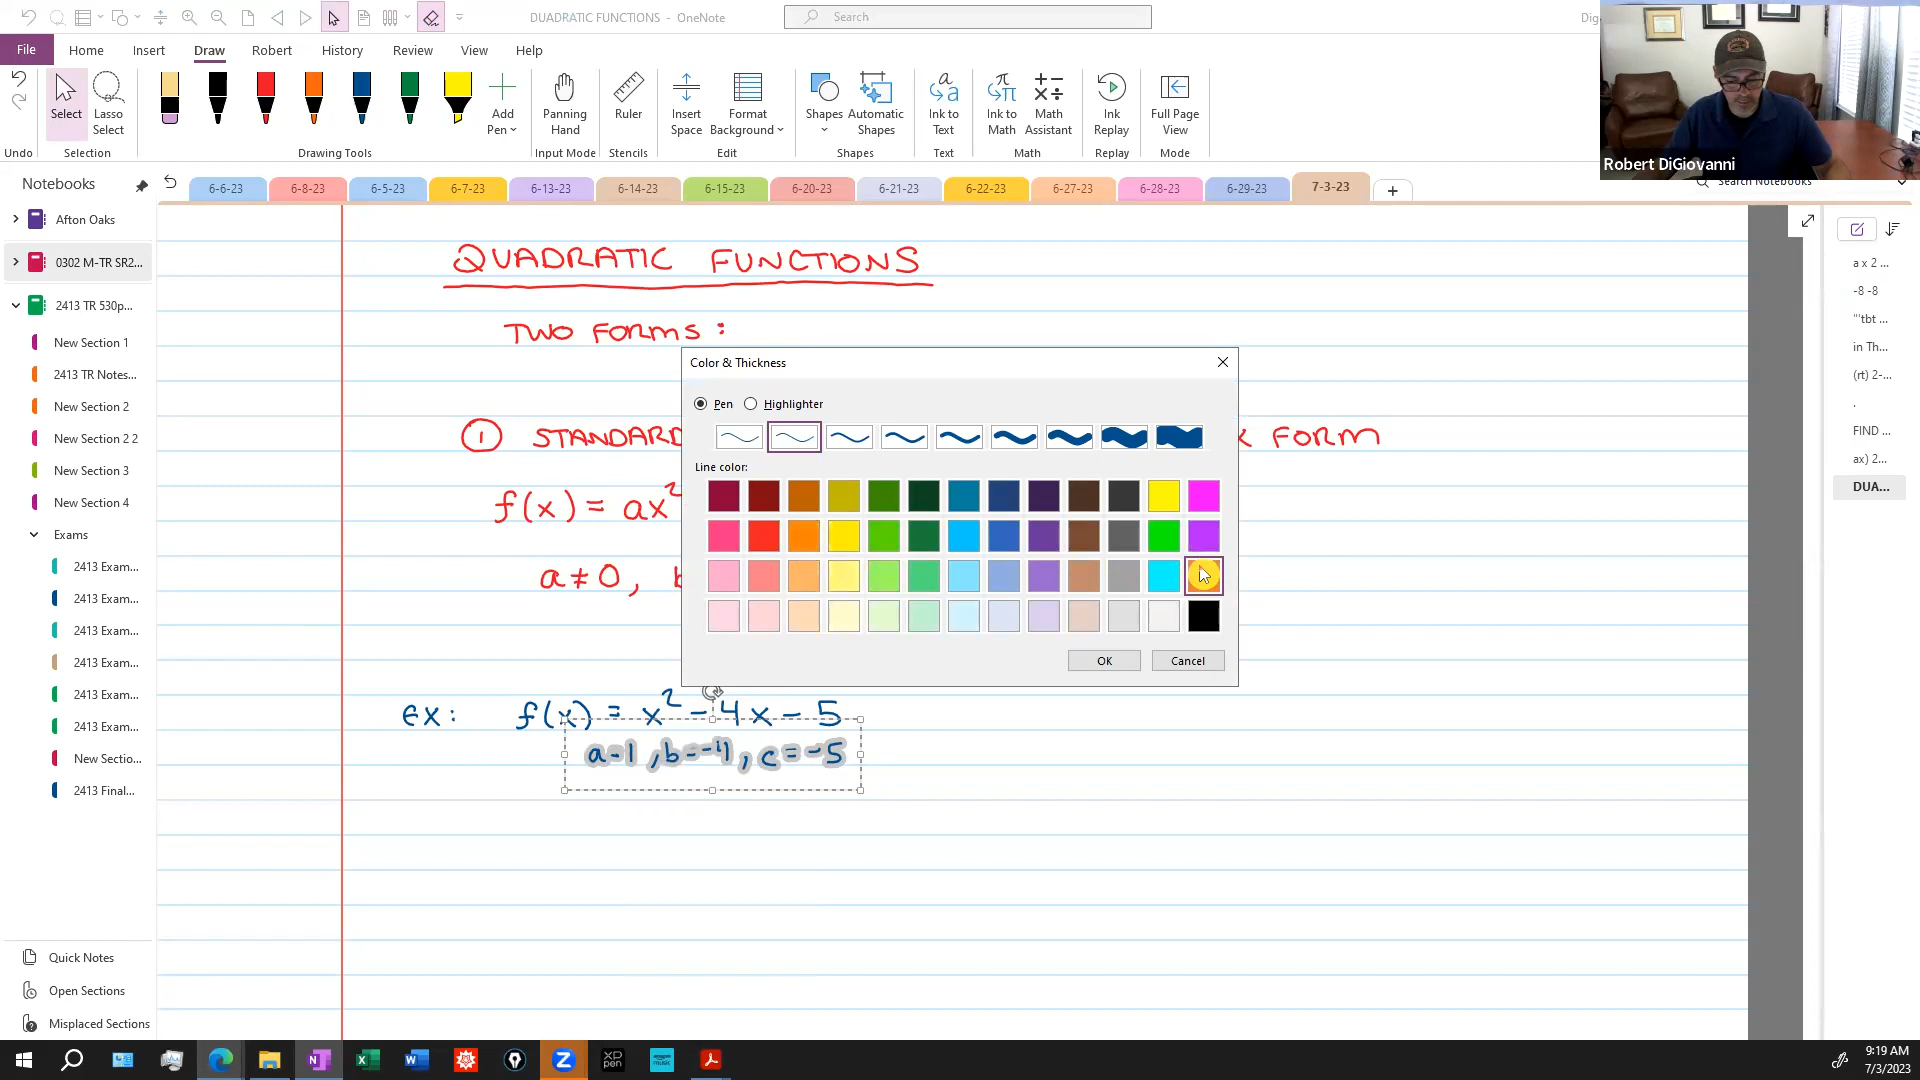 DUADRATIC FUNCTIONS - OneNote
Search
Dig
File Home Insert Draw Robert History Review View Help
Undo
Select
Lasso Select
Selection
Add Pen
Drawing Tools
Panning Hand
Input Mode
Ruler
Stencils
Insert Space
Format Background
Edit
Shapes
Automatic Shapes
Shapes
Ink to Text
Text
Ink to Math
Math Assistant
Math
Ink Replay
Replay
Full Page View
Mode
Robert DiGiovanni
Notebooks
6-6-23 6-8-23 6-5-23 6-7-23 6-13-23 6-14-23 6-15-23 6-20-23 6-21-23 6-22-23 6-27-23 6-28-23 6-29-23 7-3-23
Search Notebooks
Afton Oaks
0302 M-TR SR2...
2413 TR 530p...
New Section 1
2413 TR Notes...
New Section 2
New Section 2 2
New Section 3
New Section 4
Exams
2413 Exam...
2413 Exam...
2413 Exam...
2413 Exam...
2413 Exam...
2413 Exam...
New Sectio...
2413 Final...
Quick Notes
Open Sections
Misplaced Sections
QUADRATIC FUNCTIONS
TWO FORMS :
① STANDARD
X FORM
f(x) = ax²
a≠0,
Color & Thickness
Pen Highlighter
Line color:
OK Cancel
EX: f(x) = x² - 4x - 5
a=1, b=-4, c=-5
a x 2 ...
-8 -8
"'tbt ...
in Th...
(rt) 2-...
.
FIND ...
ax) 2...
DUA...
XP pen
music
9:19 AM
7/3/2023